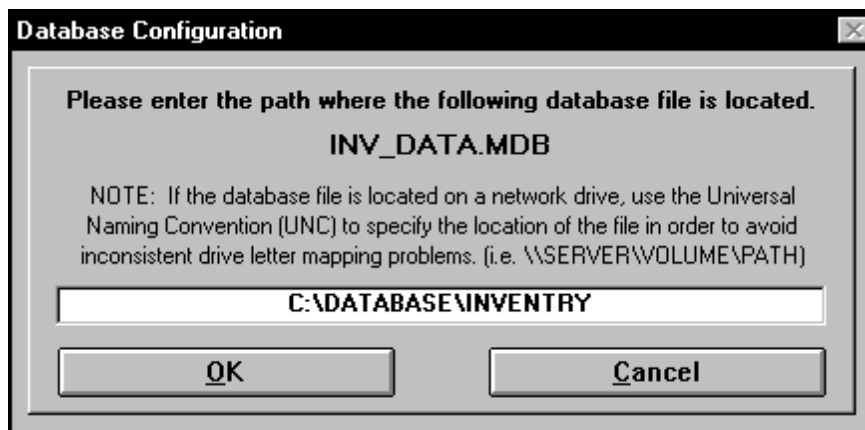 Database Configuration
Please enter the path where the following database file is located.
INV_DATA.MDB
NOTE:  If the database file is located on a network drive, use the Universal
Naming Convention (UNC) to specify the location of the file in order to avoid
inconsistent drive letter mapping problems. (i.e. \\SERVER\VOLUME\PATH)
C:\DATABASE\INVENTRY
OK
Cancel